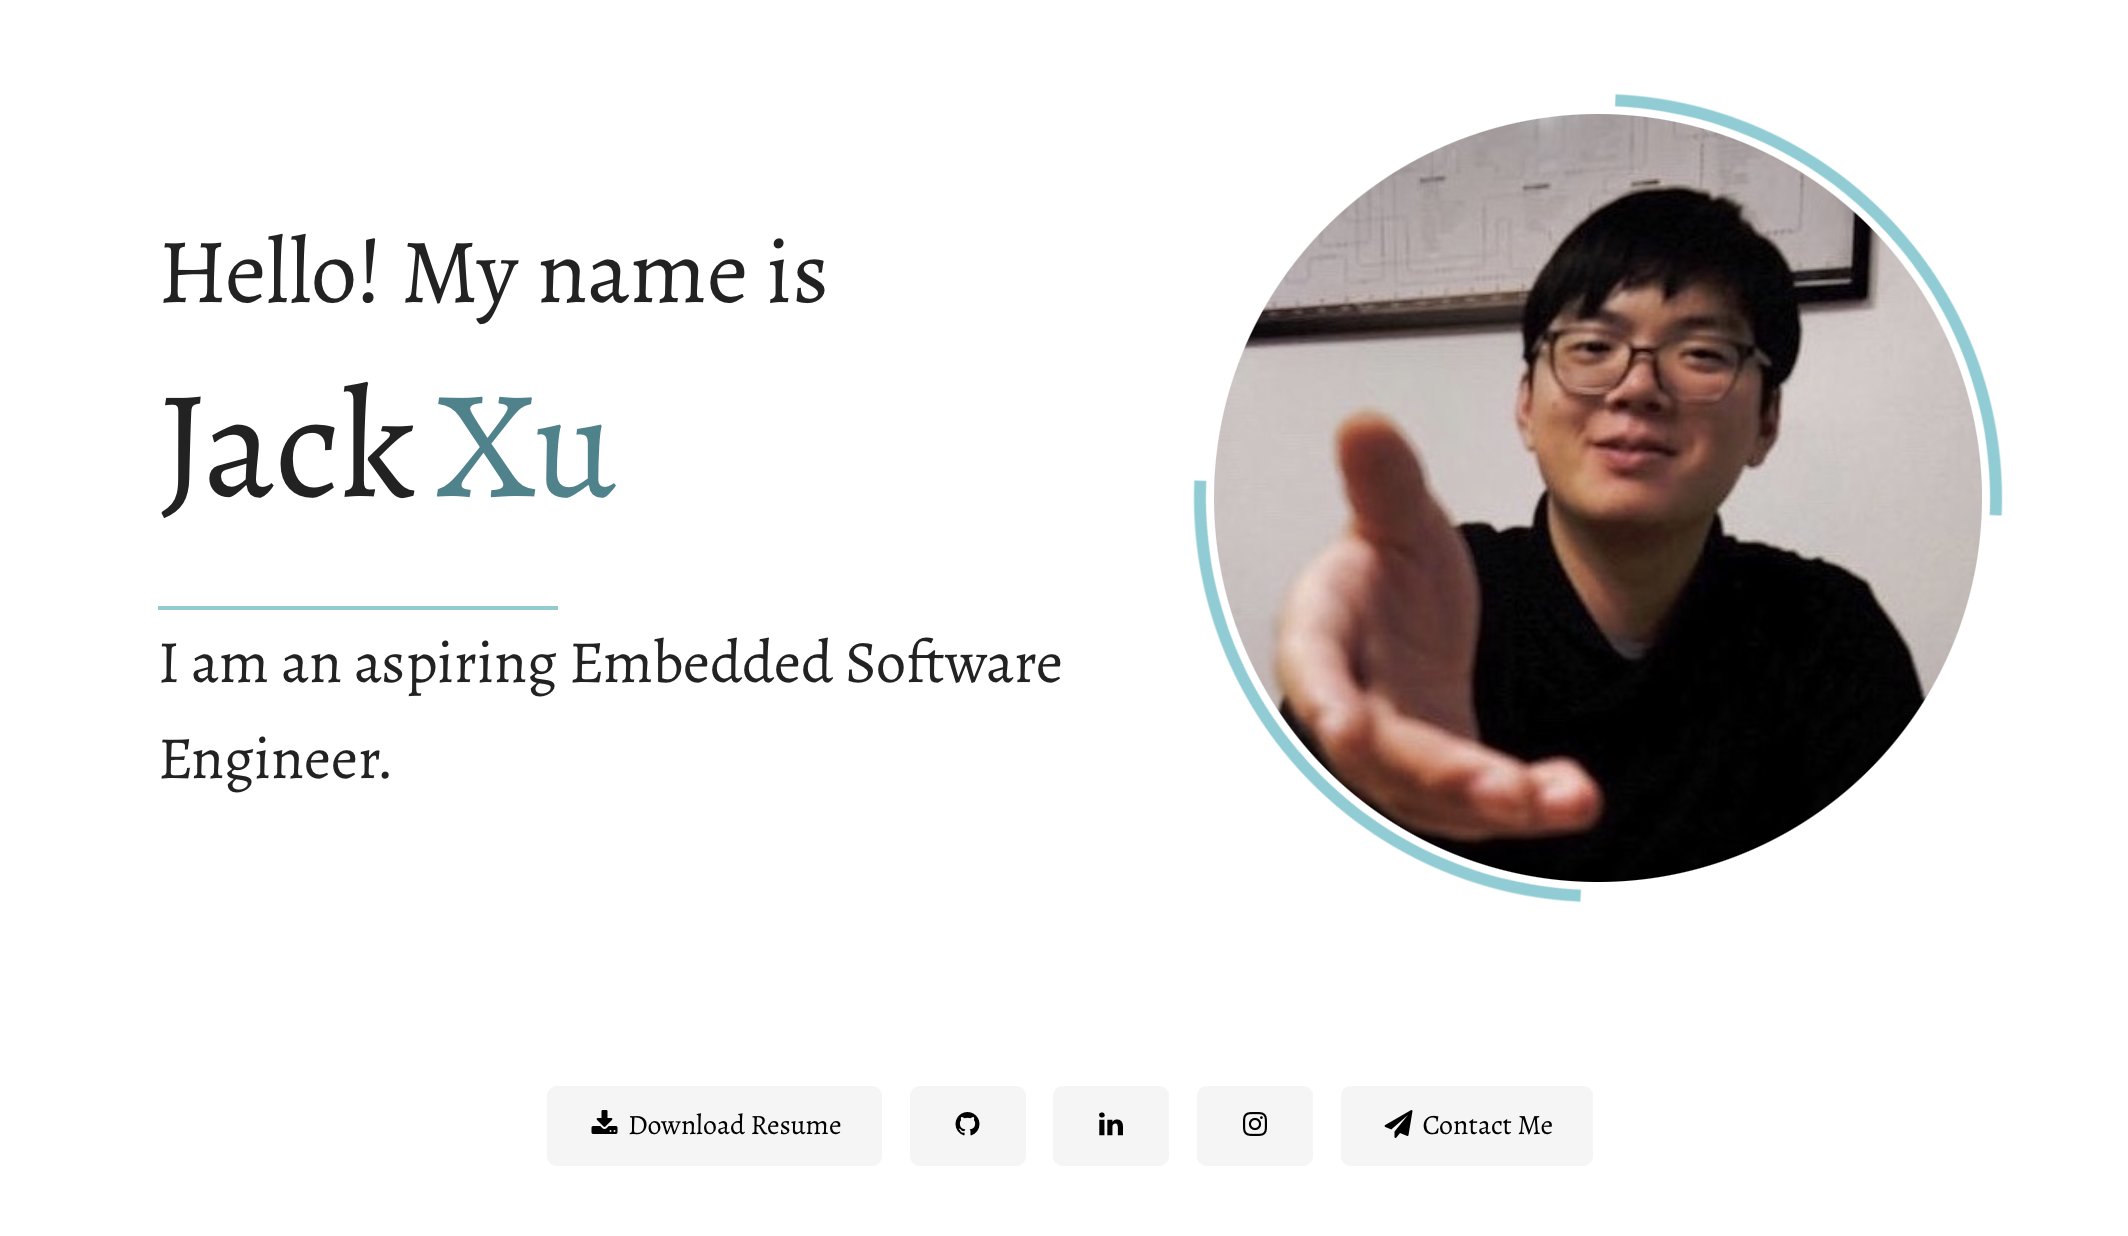 Hello! My name is
Jack Xu
I am an aspiring Embedded Software
Engineer.
Download Resume
in
Contact Me